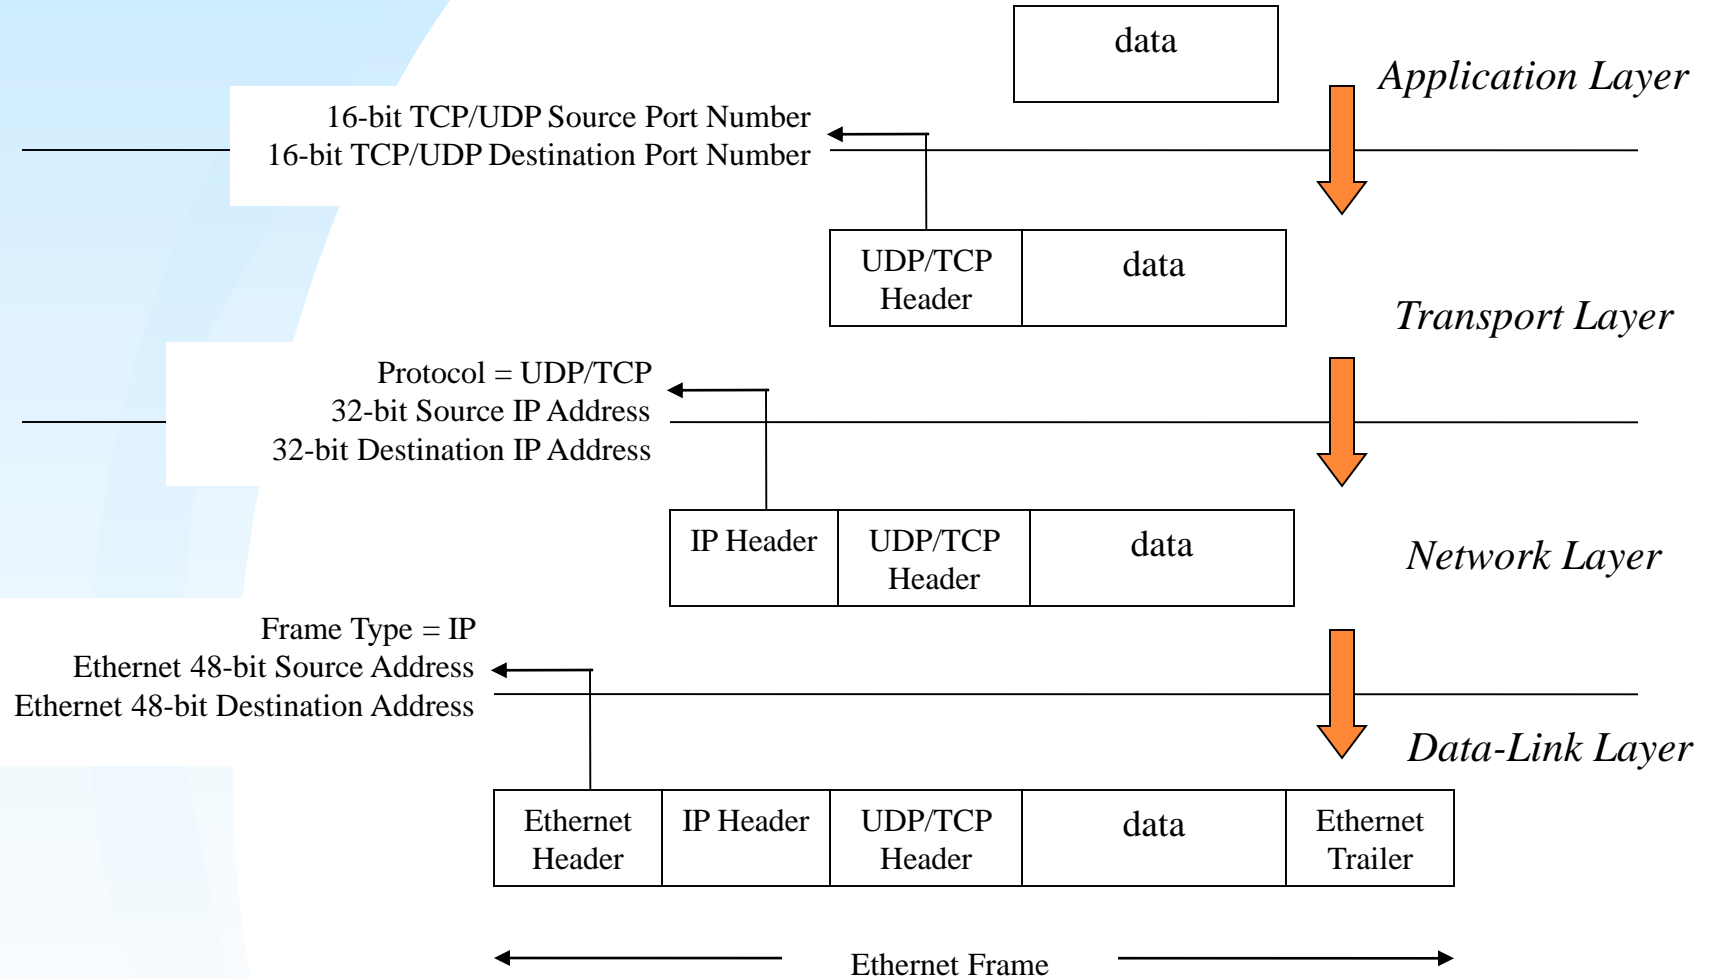 data
Application Layer
16-bit TCP/UDP Source Port Number
16-bit TCP/UDP Destination Port Number
UDP/TCP
Header
data
Transport Layer
Protocol = UDP/TCP
32-bit Source IP Address
32-bit Destination IP Address
IP Header
UDP/TCP
Header
data
Network Layer
Frame Type = IP
Ethernet 48-bit Source Address
Ethernet 48-bit Destination Address
Data-Link Layer
Ethernet
Header
IP Header
UDP/TCP
Header
data
Ethernet
Trailer
Ethernet Frame